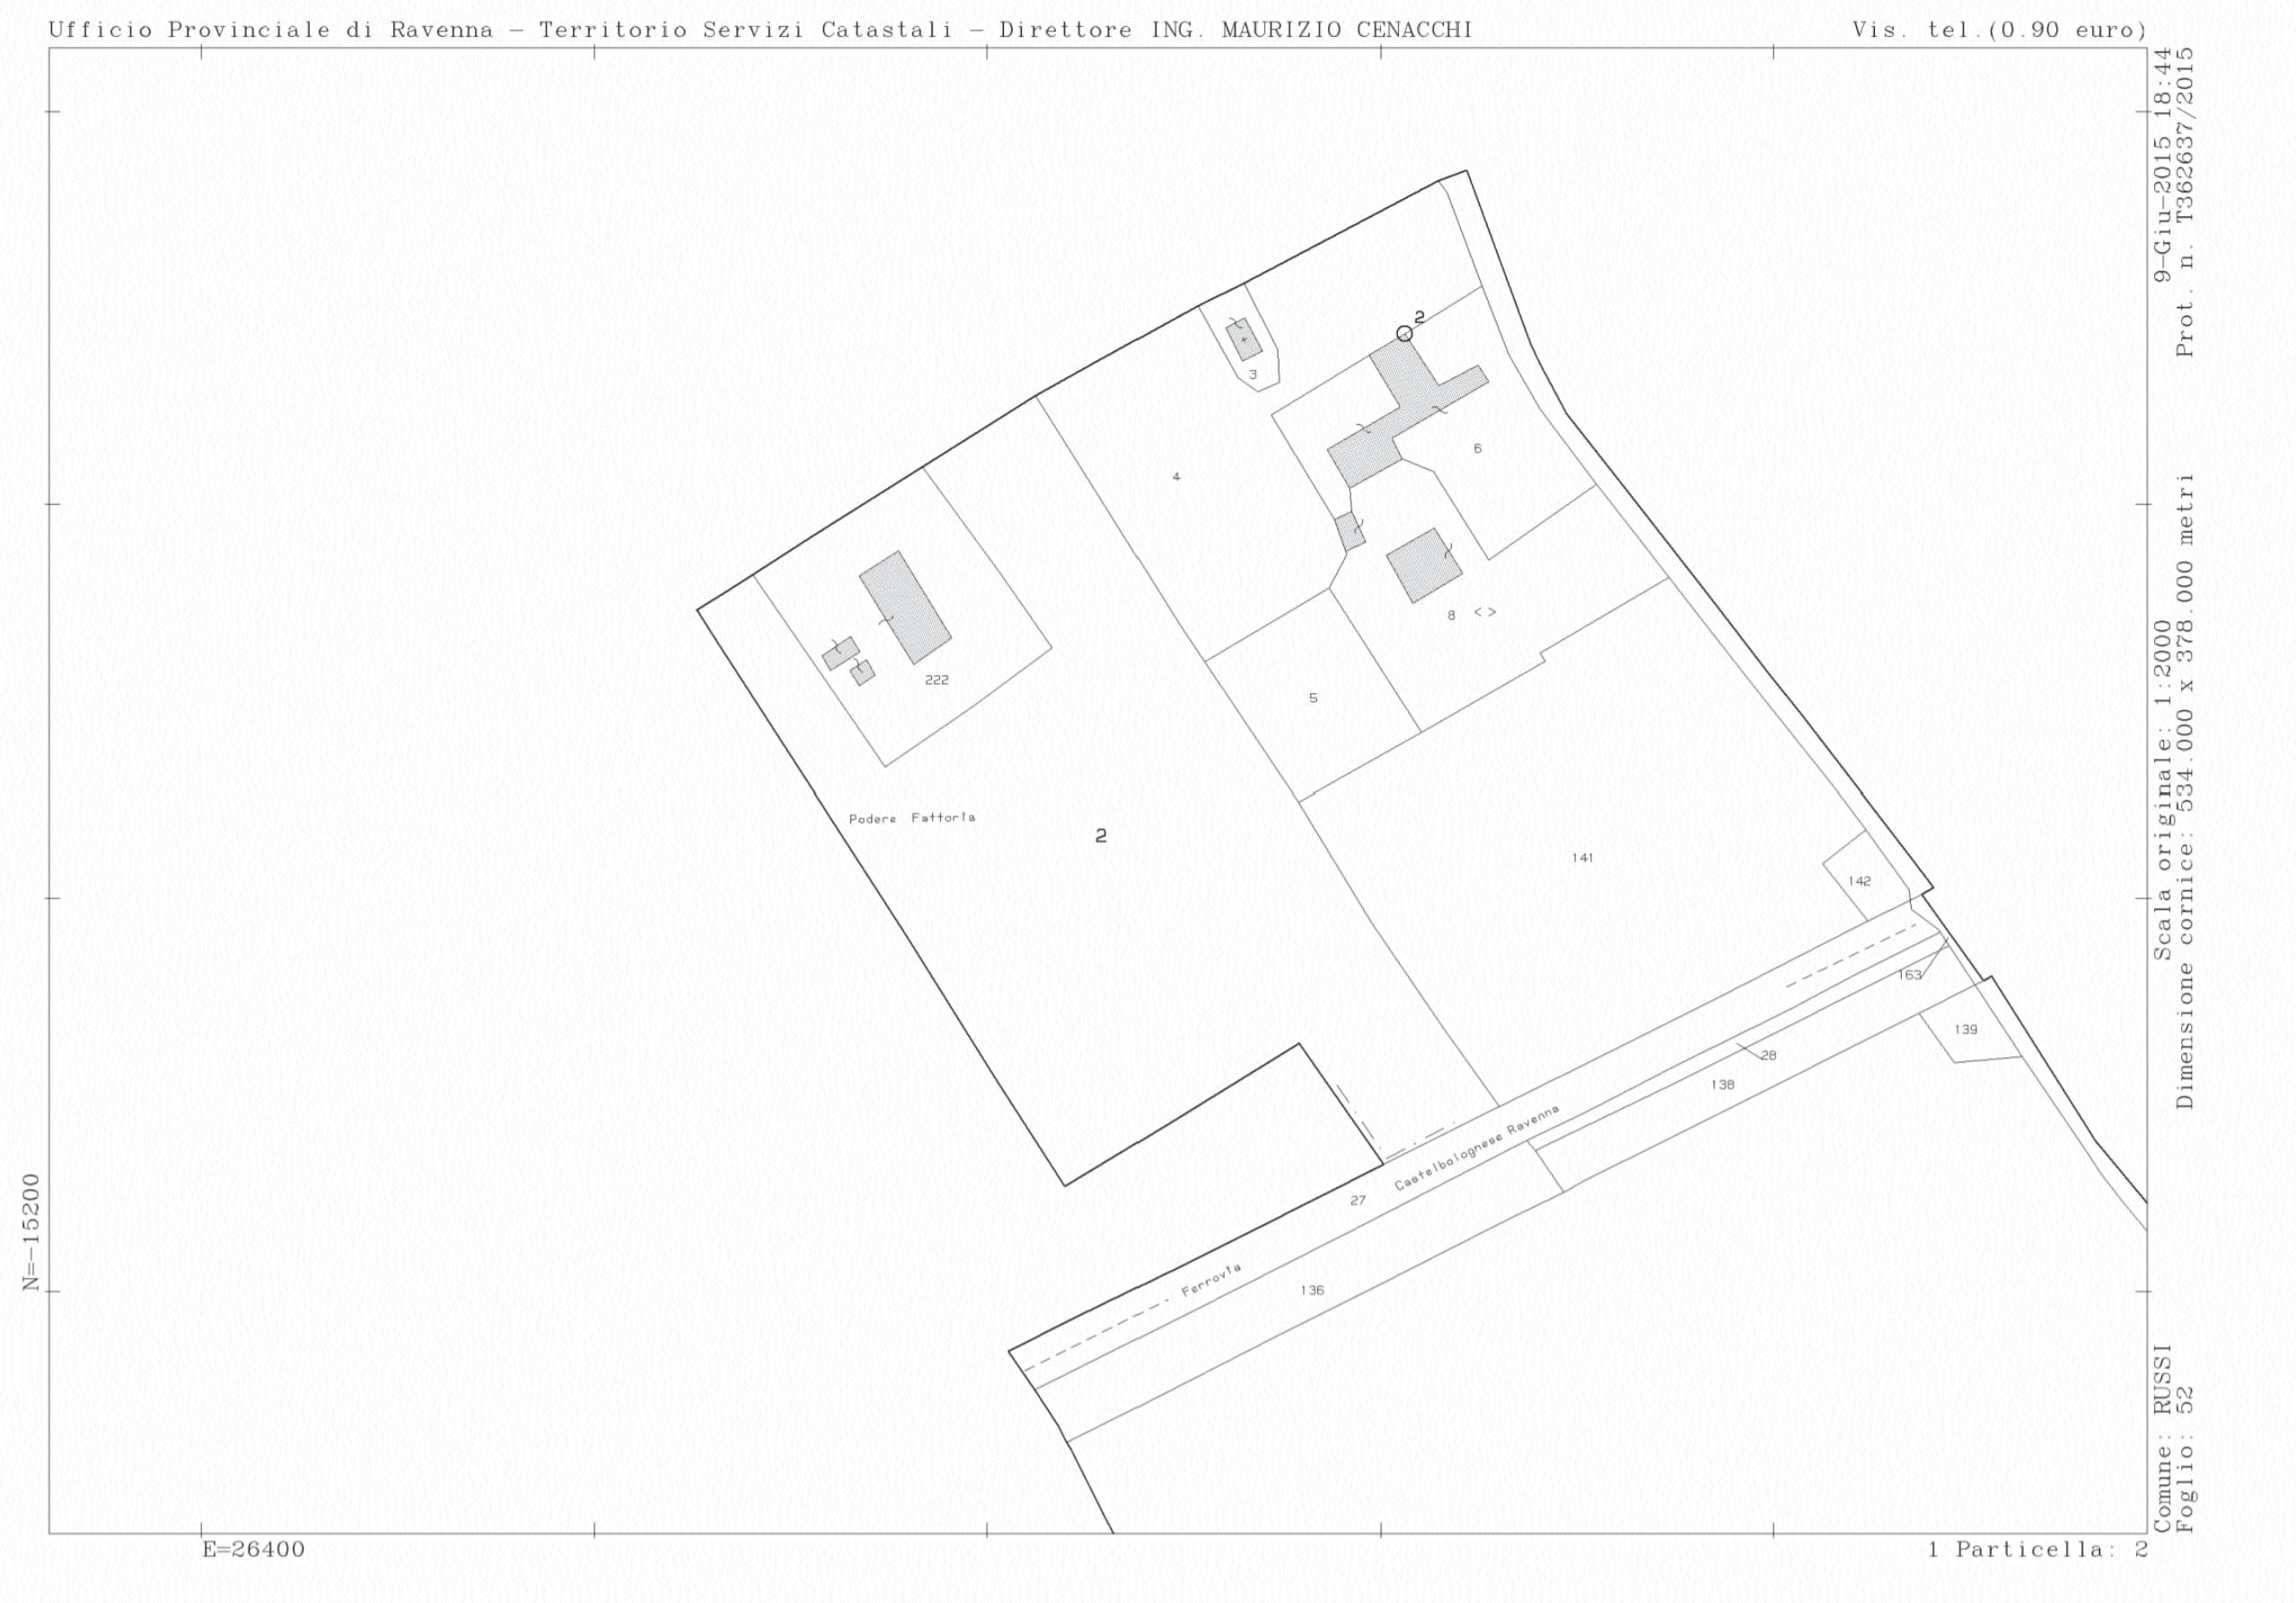 Ufficio Provinciale di Ravenna – Territorio Servizi Catastali – Direttore ING. MAURIZIO CENACCHI
Vis. tel.(0.90 euro)
9–Giu–2015 18:44
Prot. n. T362637/2015
Scala originale: 1:2000
Dimensione cornice: 534.000 x 378.000 metri
Comune: RUSSI
Foglio: 52
N=–15200
E=26400
1 Particella: 2
2
3
4
6
8 <>
222
5
Podere Fattoria
2
141
142
163
139
28
138
Castelbolognese Ravenna
27
Ferrovia
136